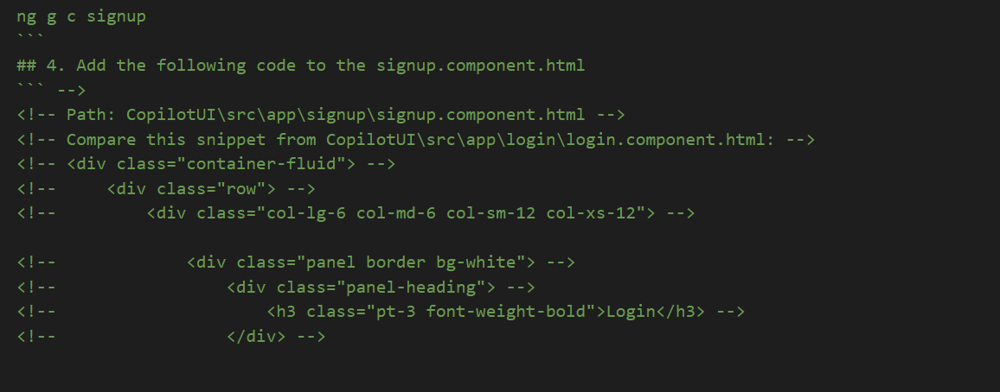 ng g c signup
```
## 4. Add the following code to the signup.component.html
``` -->
<!-- Path: CopilotUI\src\app\signup\signup.component.html -->
<!-- Compare this snippet from CopilotUI\src\app\login\login.component.html: -->
<!-- <div class="container-fluid"> -->
<!--     <div class="row"> -->
<!--         <div class="col-lg-6 col-md-6 col-sm-12 col-xs-12"> -->
<!--             <div class="panel border bg-white"> -->
<!--                 <div class="panel-heading"> -->
<!--                     <h3 class="pt-3 font-weight-bold">Login</h3> -->
<!--                 </div> -->